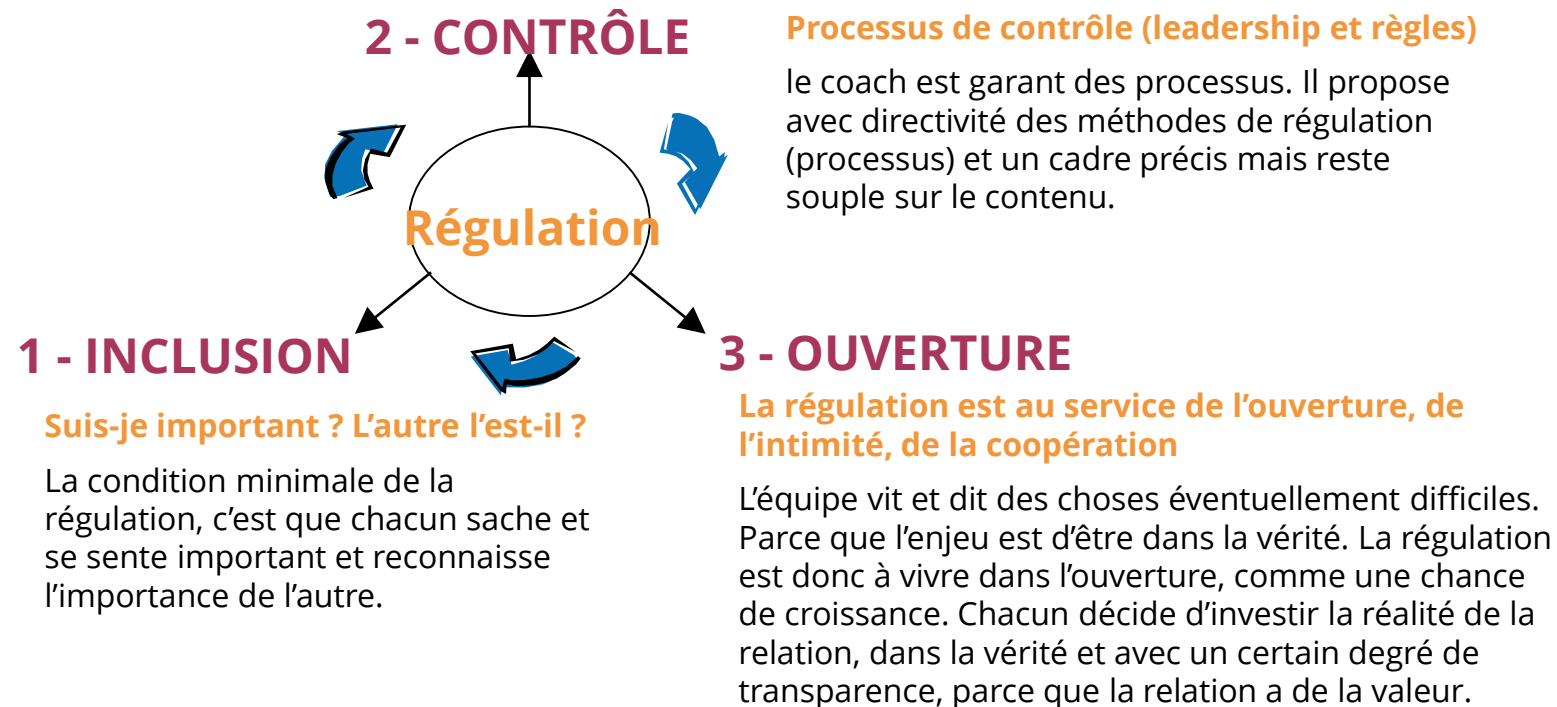 2 - CONTRÔLE
Processus de contrôle (leadership et règles)
le coach est garant des processus. Il propose
avec directivité des méthodes de régulation
(processus) et un cadre précis mais reste
souple sur le contenu.
Régulation
1 - INCLUSION
Suis-je important ? L’autre l’est-il ?
La condition minimale de la
régulation, c’est que chacun sache et
se sente important et reconnaisse
l’importance de l’autre.
3 - OUVERTURE
La régulation est au service de l’ouverture, de
l’intimité, de la coopération
L’équipe vit et dit des choses éventuellement difficiles.
Parce que l’enjeu est d’être dans la vérité. La régulation
est donc à vivre dans l’ouverture, comme une chance
de croissance. Chacun décide d’investir la réalité de la
relation, dans la vérité et avec un certain degré de
transparence, parce que la relation a de la valeur.